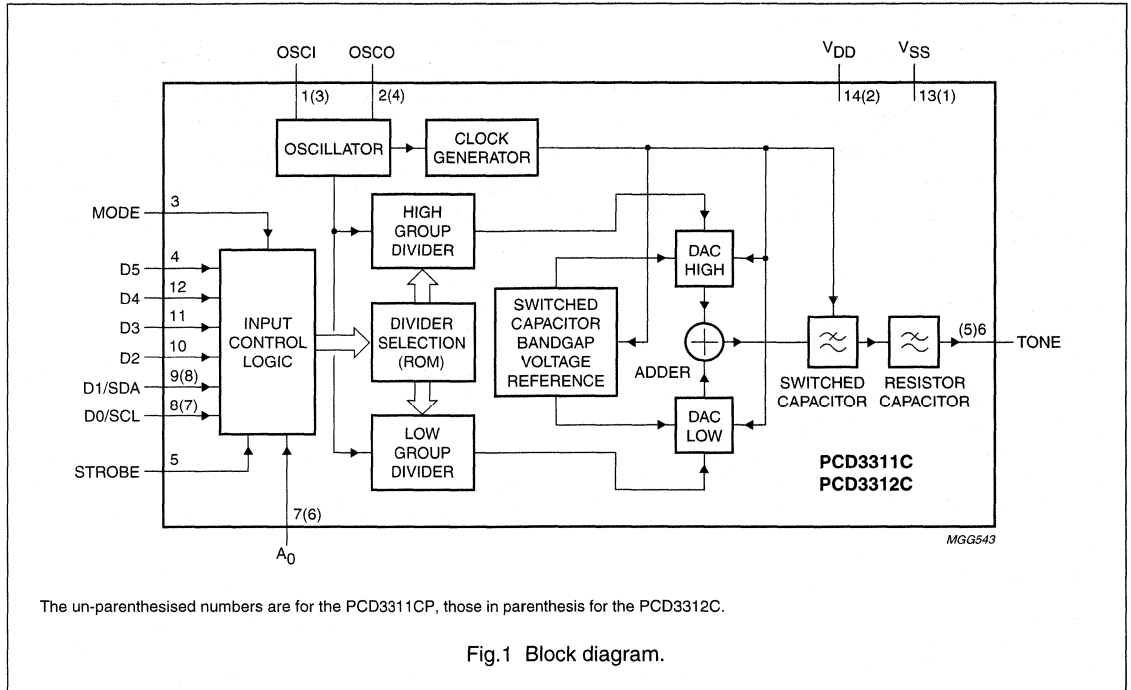 OSCI
OSCO
VDD
VSS
1(3)
2(4)
14(2)
13(1)
OSCILLATOR
CLOCK
GENERATOR
MODE
3
HIGH
GROUP
DIVIDER
D5
4
D4
12
D3
11
D2
10
D1/SDA
9(8)
D0/SCL
8(7)
STROBE
5
INPUT
CONTROL
LOGIC
DIVIDER
SELECTION
(ROM)
LOW
GROUP
DIVIDER
SWITCHED
CAPACITOR
BANDGAP
VOLTAGE
REFERENCE
DAC
HIGH
ADDER
DAC
LOW
SWITCHED
CAPACITOR
RESISTOR
CAPACITOR
(5)6
TONE
PCD3311C
PCD3312C
7(6)
A0
MGG543
The un-parenthesised numbers are for the PCD3311CP, those in parenthesis for the PCD3312C.
Fig.1 Block diagram.